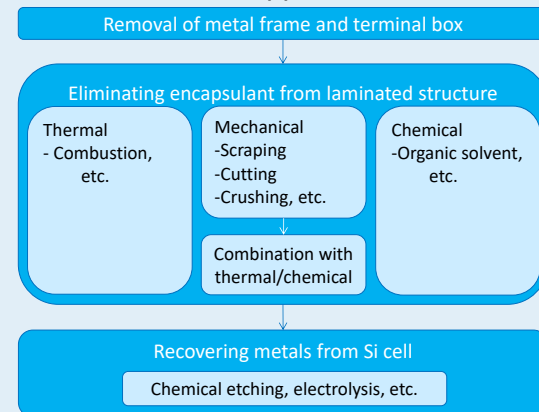 Removal of metal frame and terminal box
Eliminating encapsulant from laminated structure
Thermal
- Combustion,
etc.
Mechanical
-Scraping
-Cutting
-Crushing, etc.
Combination with
thermal/chemical
Chemical
-Organic solvent,
etc.
Recovering metals from Si cell
Chemical etching, electrolysis, etc.